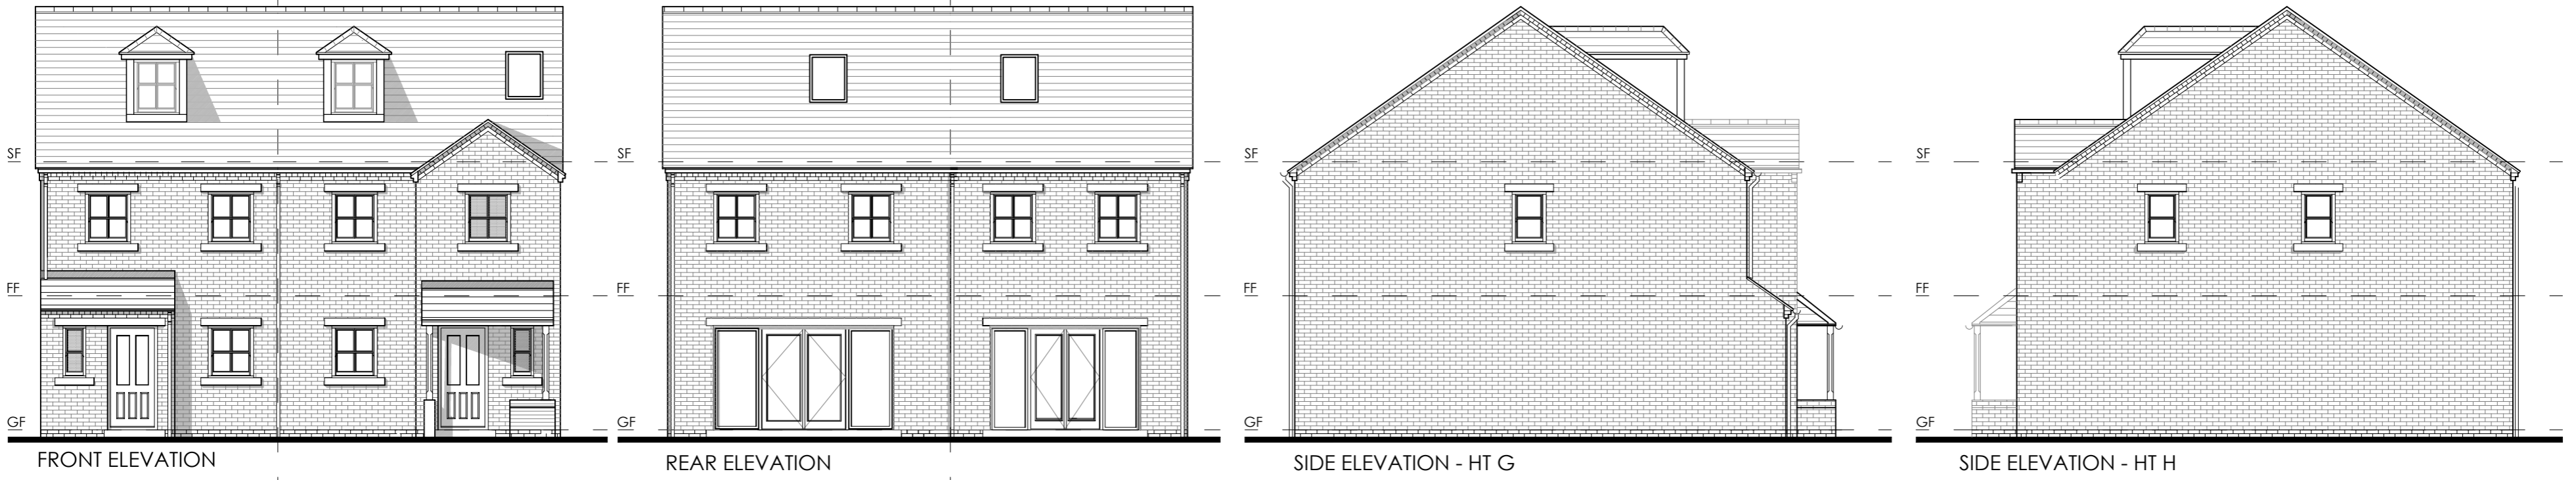 SF
SF
SF
SF
FF
FF
FF
FF
GF
GF
GF
GF
FRONT ELEVATION
REAR ELEVATION
SIDE ELEVATION - HT G
SIDE ELEVATION - HT H